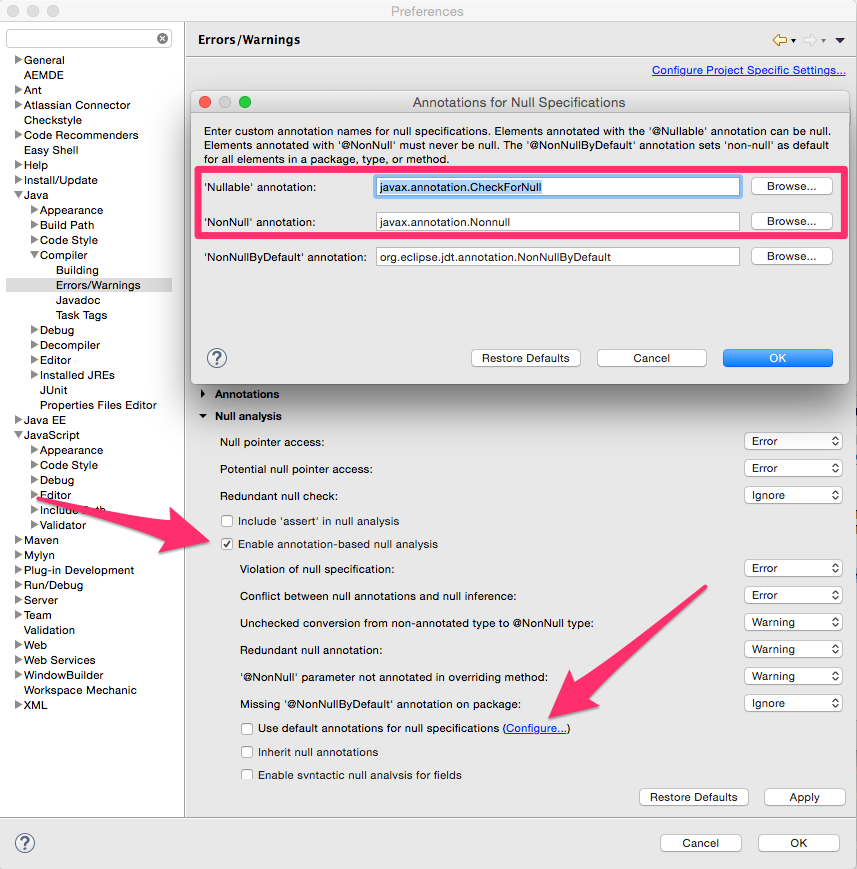 Preferences
General
AEMDE
Ant
Atlassian Connector
Checkstyle
Code Recommenders
Easy Shell
Help
Install/Update
Java
Appearance
Build Path
Code Style
Compiler
Building
Errors/Warnings
Javadoc
Task Tags
Debug
Decompiler
Editor
Installed JREs
JUnit
Properties Files Editor
Java EE
JavaScript
Appearance
Code Style
Debug
Editor
Include Path
Validator
Maven
Mylyn
Plug-in Development
Run/Debug
Server
Team
Validation
Web
Web Services
WindowBuilder
Workspace Mechanic
XML
Errors/Warnings
Configure Project Specific Settings...
Annotations for Null Specifications
Enter custom annotation names for null specifications. Elements annotated with the '@Nullable' annotation can be null.
Elements annotated with '@NonNull' must never be null. The '@NonNullByDefault' annotation sets 'non-null' as default
for all elements in a package, type, or method.
'Nullable' annotation: javax.annotation.CheckForNull Browse...
'NonNull' annotation: javax.annotation.Nonnull Browse...
'NonNullByDefault' annotation: org.eclipse.jdt.annotation.NonNullByDefault Browse...
? Restore Defaults Cancel OK
Annotations
Null analysis
Null pointer access: Error
Potential null pointer access: Error
Redundant null check: Ignore
Include 'assert' in null analysis
Enable annotation-based null analysis
Violation of null specification: Error
Conflict between null annotations and null inference: Error
Unchecked conversion from non-annotated type to @NonNull type: Warning
Redundant null annotation: Warning
'@NonNull' parameter not annotated in overriding method: Warning
Missing '@NonNullByDefault' annotation on package: Ignore
Use default annotations for null specifications (Configure...)
Inherit null annotations
Enable syntactic null analysis for fields
Restore Defaults Apply
? Cancel OK